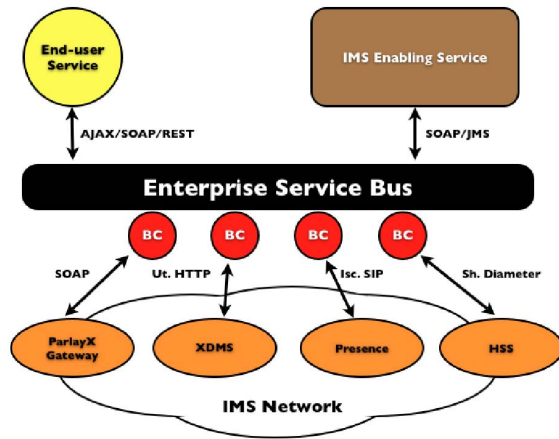 End-user
Service
IMS Enabling Service
AJAX/SOAP/REST
SOAP/JMS
Enterprise Service Bus
BC
BC
BC
BC
SOAP
Ut. HTTP
Isc. SIP
Sh. Diameter
ParlayX
Gateway
XDMS
Presence
HSS
IMS Network